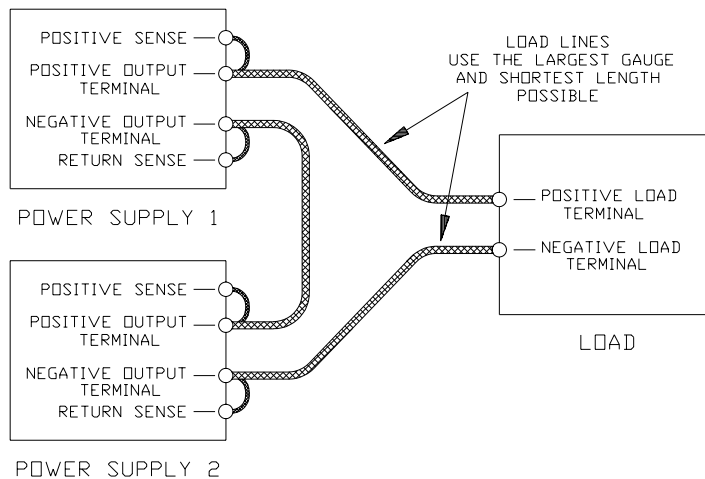 POSITIVE SENSE
POSITIVE OUTPUT
TERMINAL
NEGATIVE OUTPUT
TERMINAL
RETURN SENSE
POWER SUPPLY 1
LOAD LINES
USE THE LARGEST GAUGE
AND SHORTEST LENGTH
POSSIBLE
POSITIVE LOAD
TERMINAL
NEGATIVE LOAD
TERMINAL
LOAD
POSITIVE SENSE
POSITIVE OUTPUT
TERMINAL
NEGATIVE OUTPUT
TERMINAL
RETURN SENSE
POWER SUPPLY 2